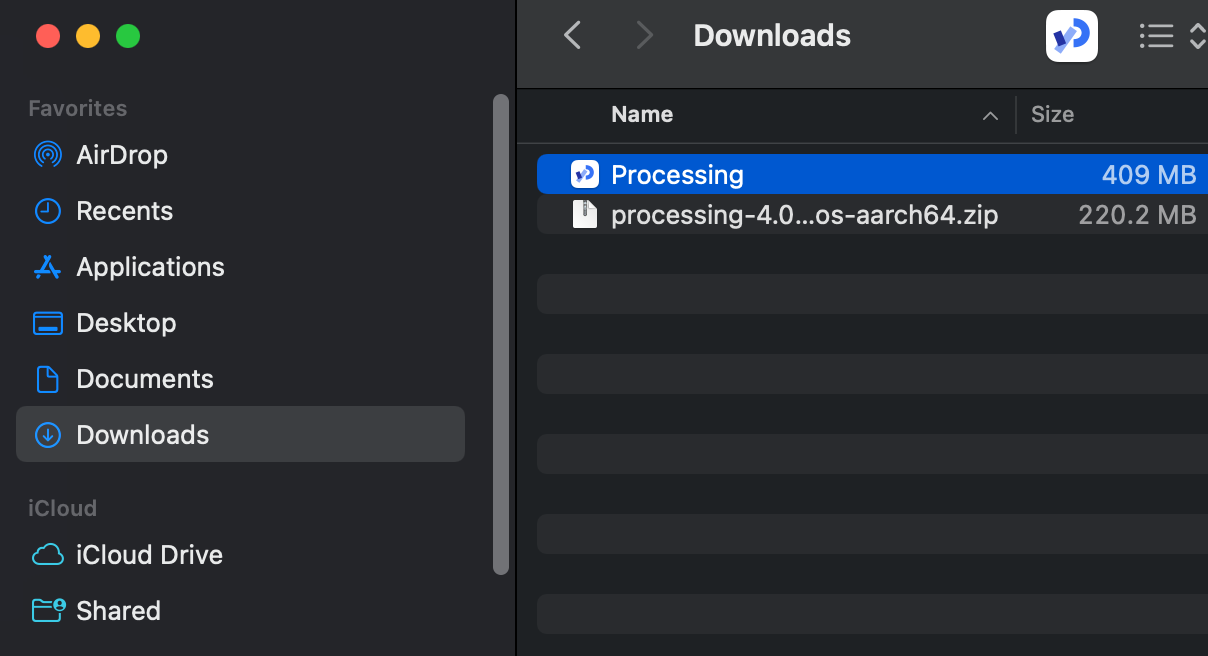 Favorites
AirDrop
Recents
Applications
Desktop
Documents
Downloads
iCloud
iCloud Drive
Shared
Downloads
Name Size
Processing 409 MB
processing-4.0...os-aarch64.zip 220.2 MB